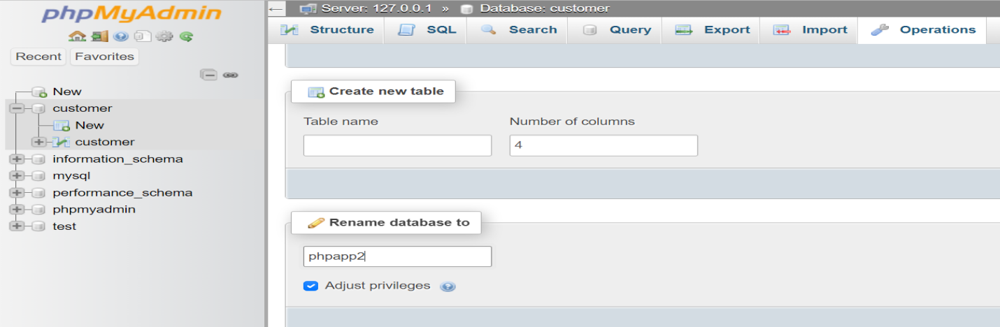 phpMyAdmin
Recent Favorites
New
customer
New
customer
information_schema
mysql
performance_schema
phpmyadmin
test
Server: 127.0.0.1 » Database: customer
Structure SQL Search Query Export Import Operations
Create new table
Table name Number of columns
4
Rename database to
phpapp2
Adjust privileges